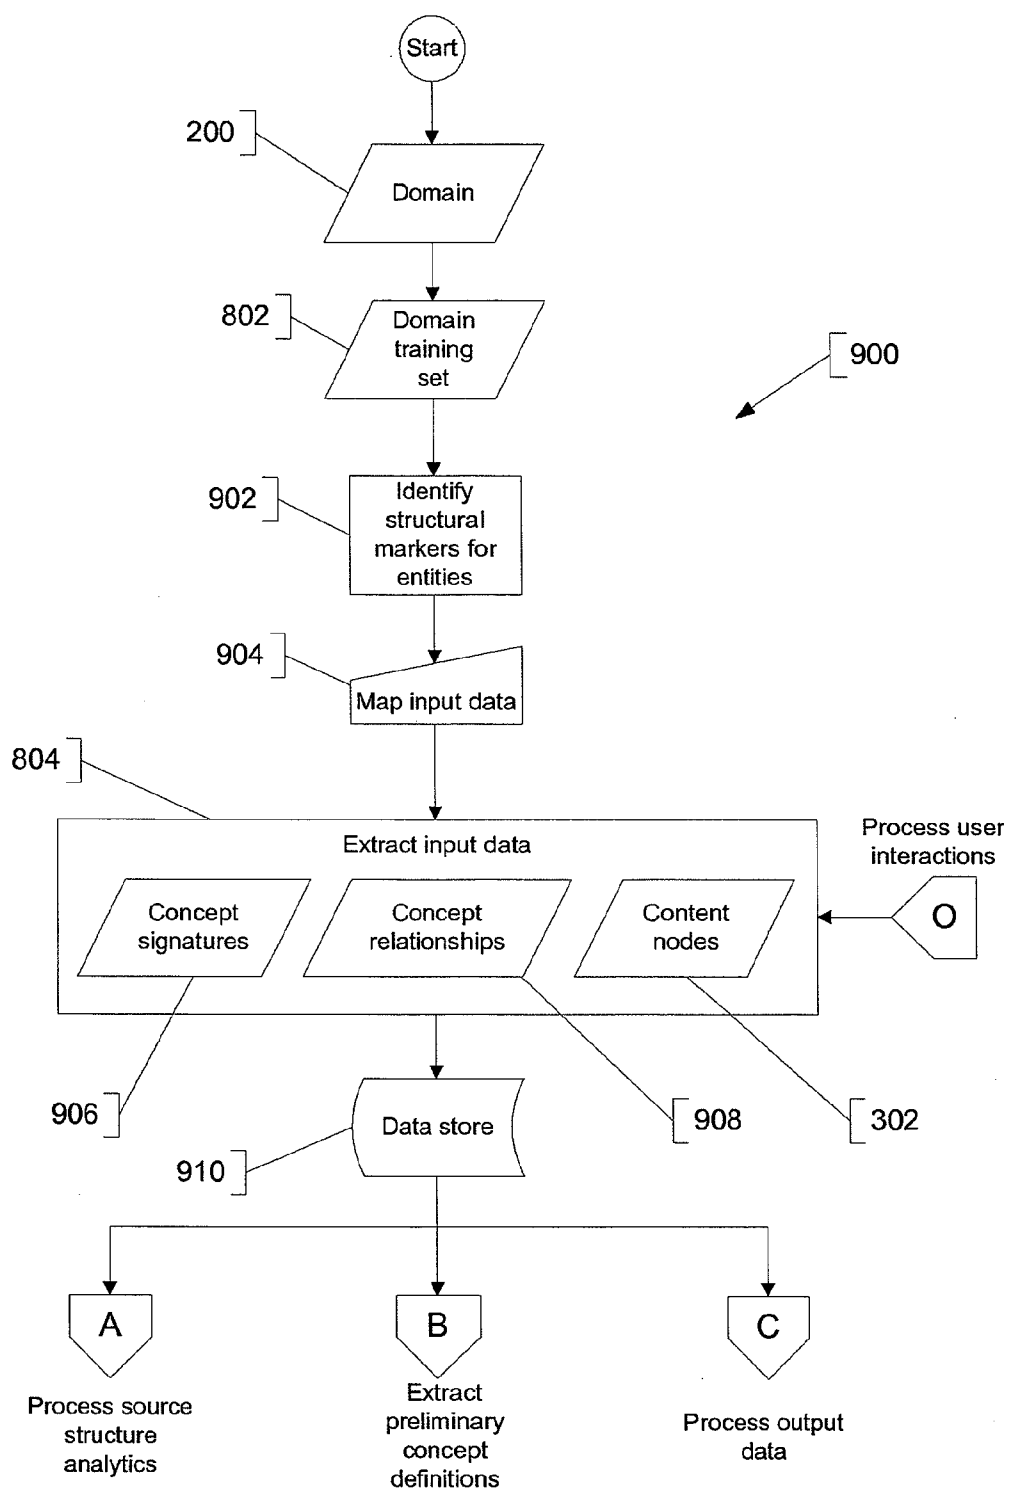 Start
200
Domain
802
Domain
training
set
900
902
Identify
structural
markers for
entities
904
Map input data
804
Extract input data
Process user
interactions
Concept
signatures
Concept
relationships
Content
nodes
O
906
908
302
Data store
910
A
B
C
Process source
structure
analytics
Extract
preliminary
concept
definitions
Process output
data